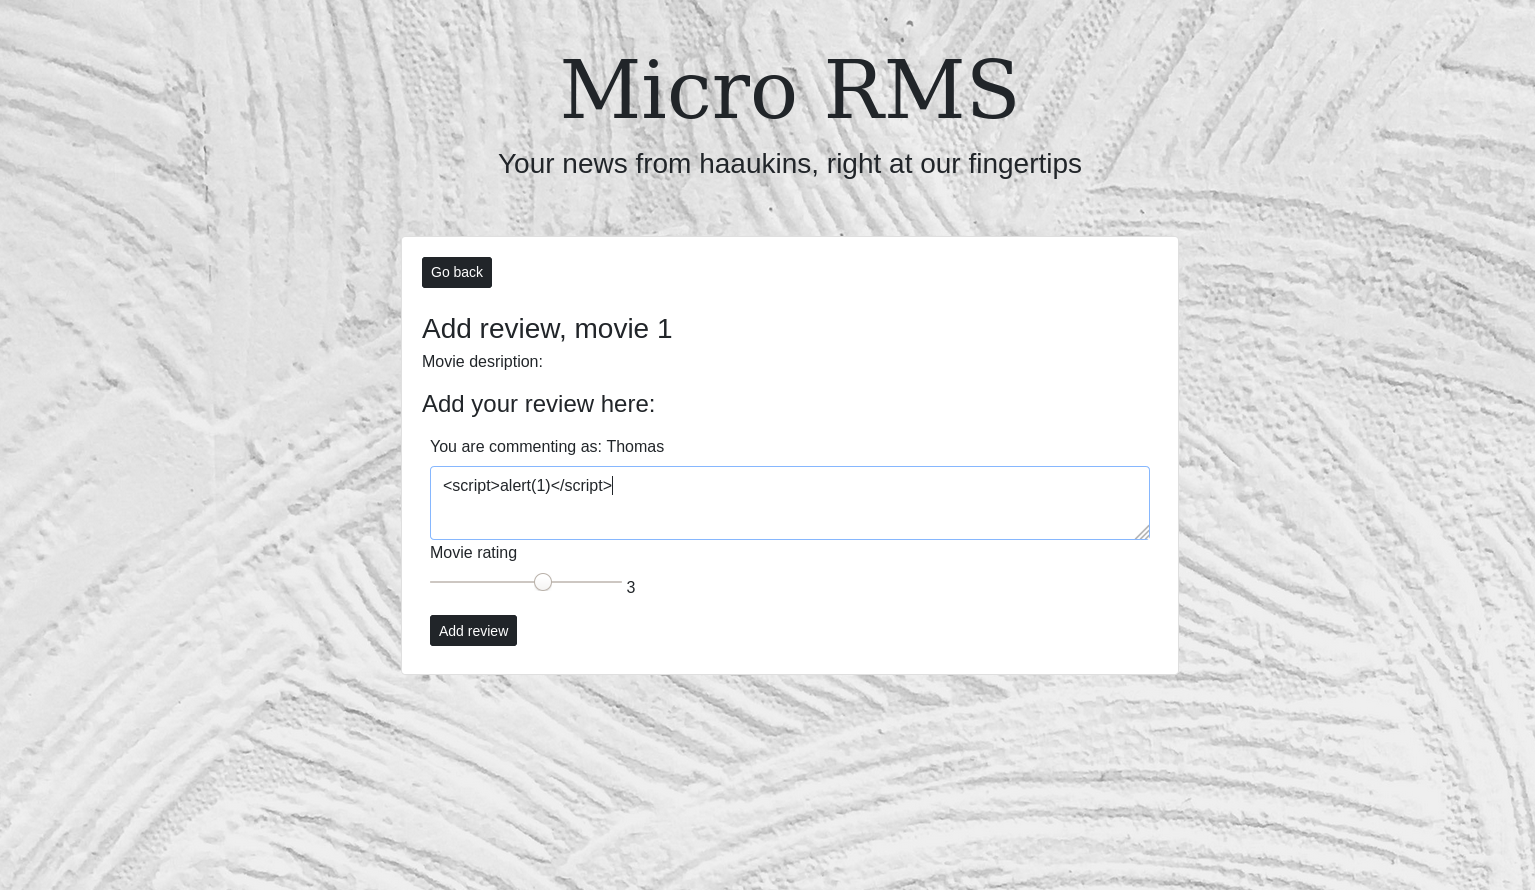 Micro RMS
Your news from haaukins, right at our fingertips
Go back
Add review, movie 1
Movie desription:
Add your review here:
You are commenting as: Thomas
<script>alert(1)</script>
Movie rating
3
Add review